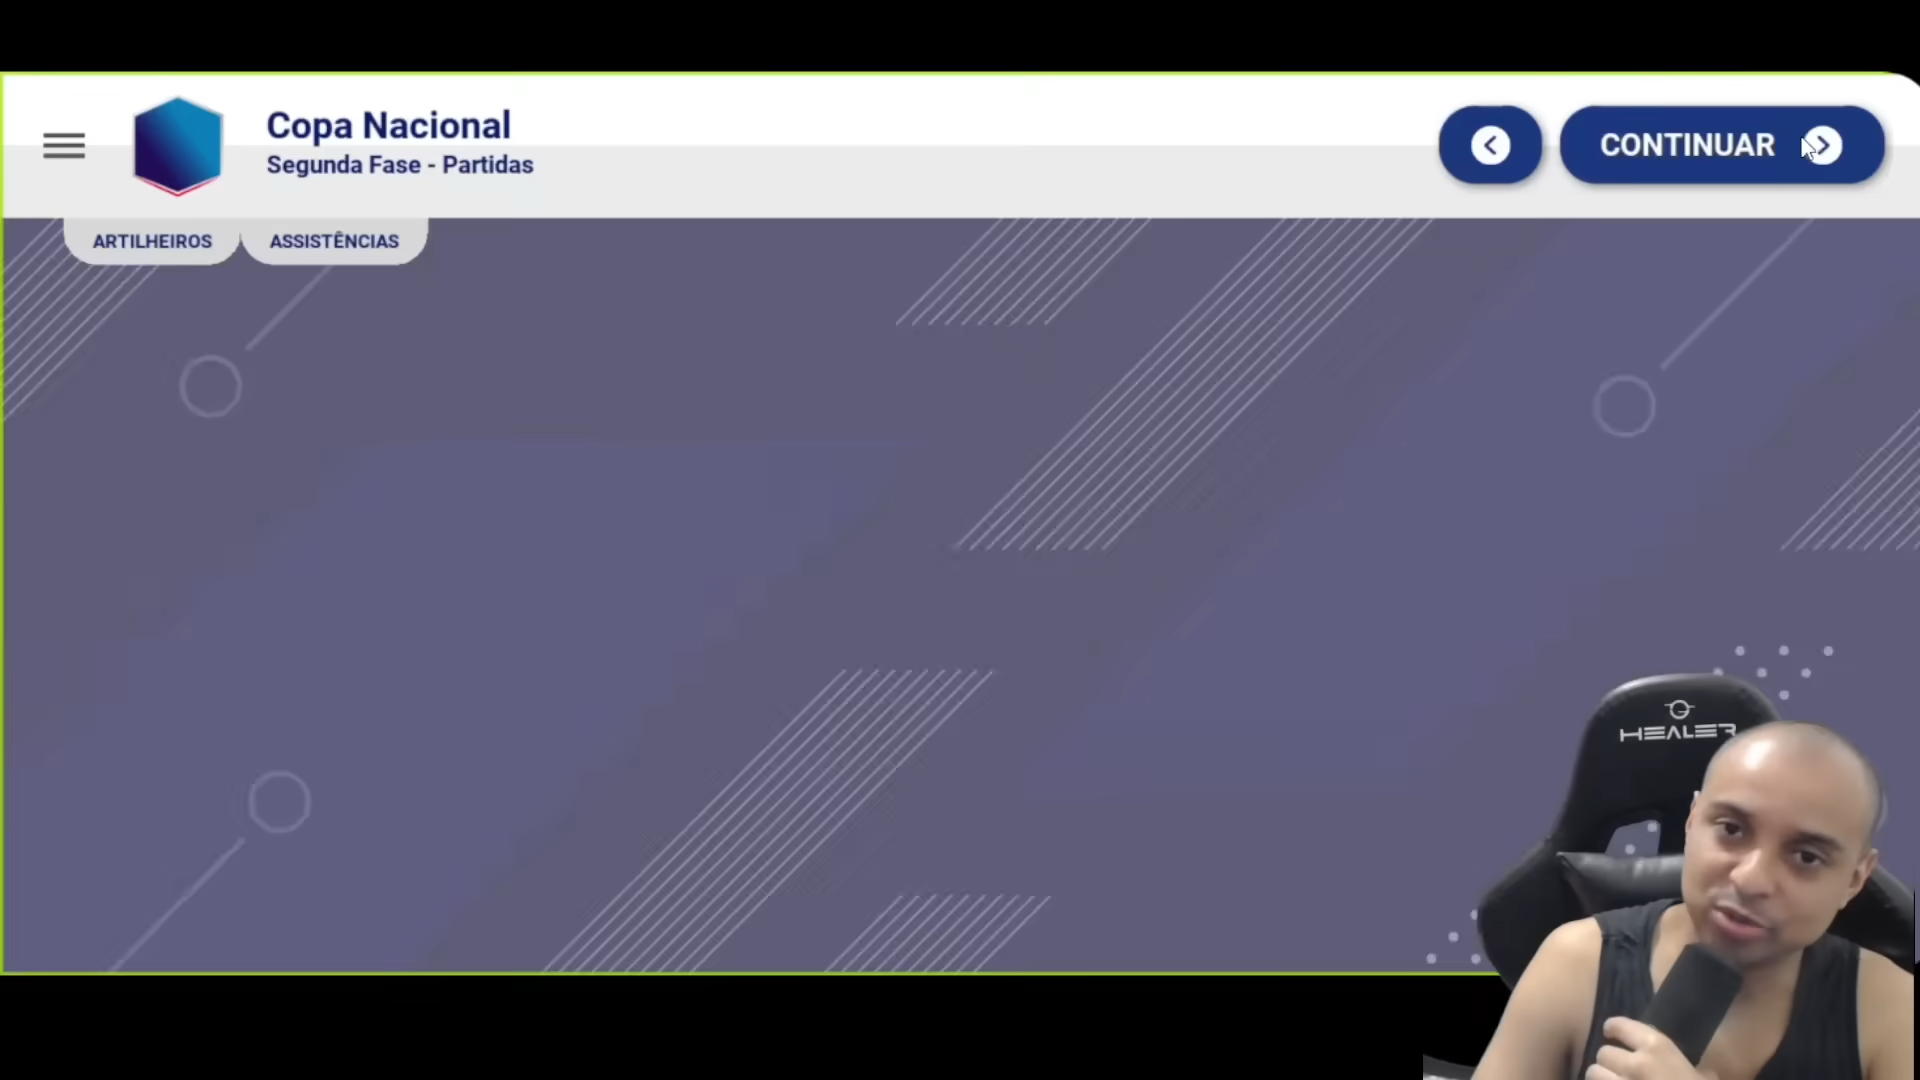 Copa Nacional
Segunda Fase - Partidas
CONTINUAR
ARTILHEIROS
ASSISTÊNCIAS
HEALER